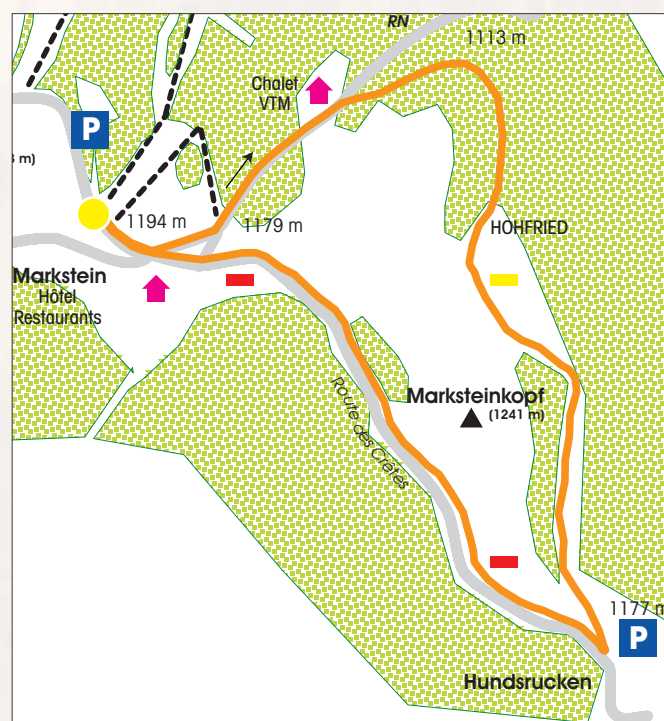 RN
1113 m
Chalet
VTM
P
m)
1194 m
1179 m
HOHFRIED
Markstein
Hôtel
Restaurants
Marksteinkopf
(1241 m)
Route des Crêtes
1177 m
P
Hundsrucken